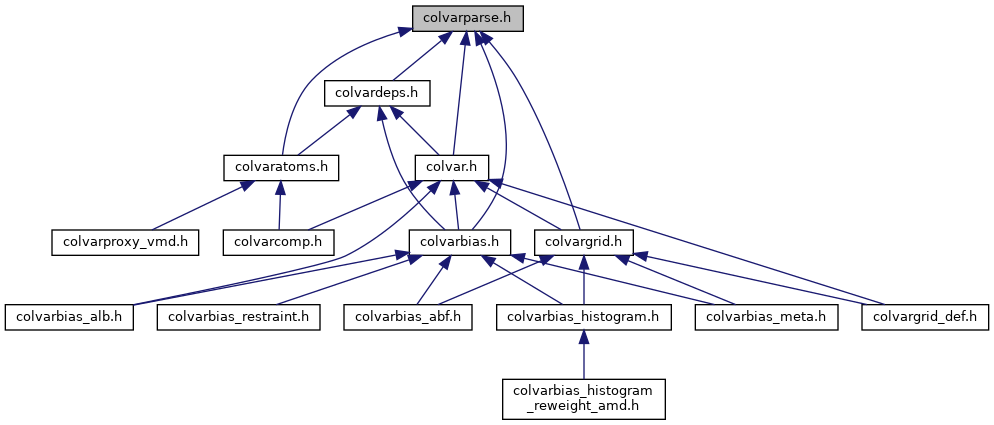 colvarparse.h
colvardeps.h
colvaratoms.h
colvar.h
colvarproxy_vmd.h
colvarcomp.h
colvarbias.h
colvargrid.h
colvarbias_alb.h
colvarbias_restraint.h
colvarbias_abf.h
colvarbias_histogram.h
colvarbias_meta.h
colvargrid_def.h
colvarbias_histogram
_reweight_amd.h